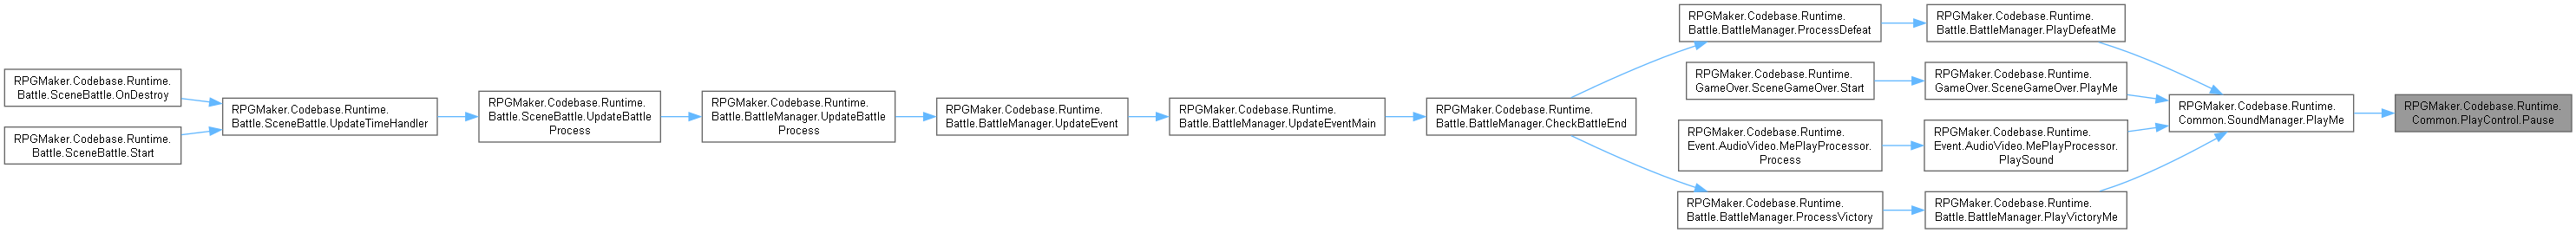 RPGMaker.Codebase.Runtime.
Battle.SceneBattle.OnDestroy
RPGMaker.Codebase.Runtime.
Battle.SceneBattle.Start
RPGMaker.Codebase.Runtime.
Battle.SceneBattle.UpdateTimeHandler
RPGMaker.Codebase.Runtime.
Battle.SceneBattle.UpdateBattle
Process
RPGMaker.Codebase.Runtime.
Battle.BattleManager.UpdateBattle
Process
RPGMaker.Codebase.Runtime.
Battle.BattleManager.UpdateEvent
RPGMaker.Codebase.Runtime.
Battle.BattleManager.UpdateEventMain
RPGMaker.Codebase.Runtime.
Battle.BattleManager.CheckBattleEnd
RPGMaker.Codebase.Runtime.
Battle.BattleManager.ProcessDefeat
RPGMaker.Codebase.Runtime.
GameOver.SceneGameOver.Start
RPGMaker.Codebase.Runtime.
Event.AudioVideo.MePlayProcessor.
Process
RPGMaker.Codebase.Runtime.
Battle.BattleManager.ProcessVictory
RPGMaker.Codebase.Runtime.
Battle.BattleManager.PlayDefeatMe
RPGMaker.Codebase.Runtime.
GameOver.SceneGameOver.PlayMe
RPGMaker.Codebase.Runtime.
Event.AudioVideo.MePlayProcessor.
PlaySound
RPGMaker.Codebase.Runtime.
Battle.BattleManager.PlayVictoryMe
RPGMaker.Codebase.Runtime.
Common.SoundManager.PlayMe
RPGMaker.Codebase.Runtime.
Common.PlayControl.Pause